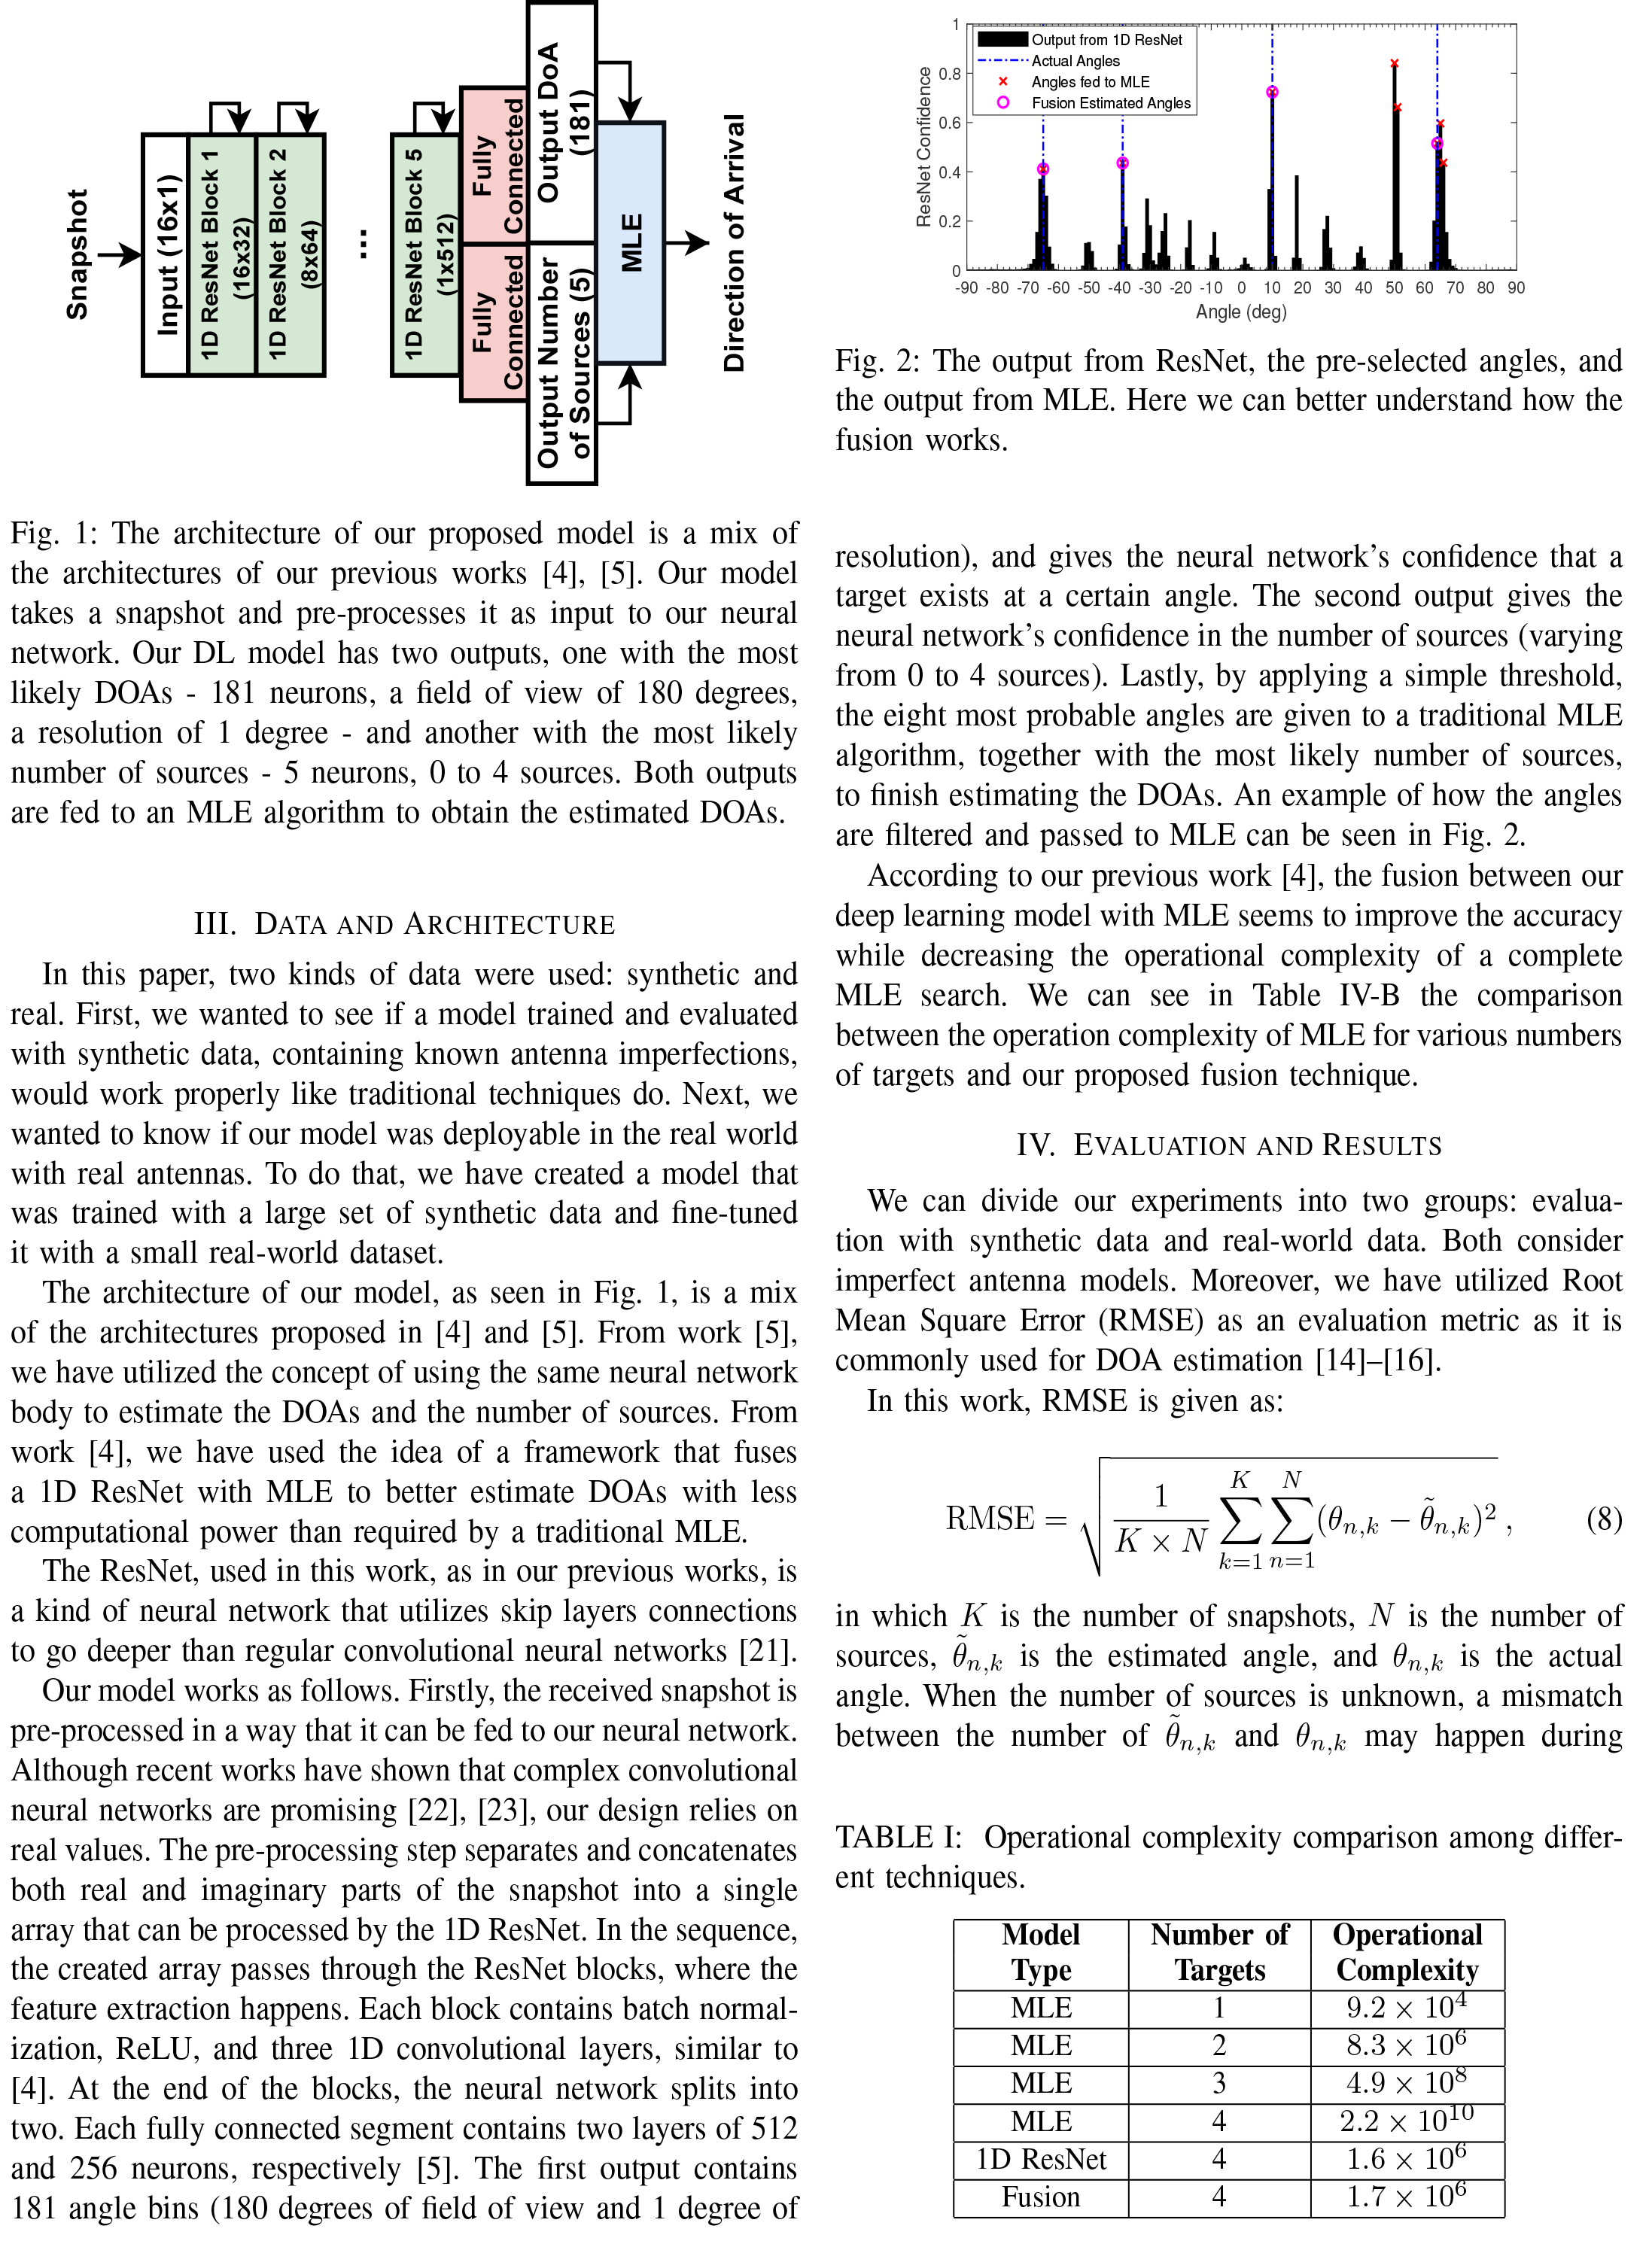 Snapshot
Input (16x1)
1D ResNet Block 1
(16x32)
1D ResNet Block 2
(8x64)
...
1D ResNet Block 5
(1x512)
Fully
Connected
Fully
Connected
Output Number
of Sources (5)
Output DoA
(181)
MLE
Direction of Arrival
Fig. 1: The architecture of our proposed model is a mix of
the architectures of our previous works [4], [5]. Our model
takes a snapshot and pre-processes it as input to our neural
network. Our DL model has two outputs, one with the most
likely DOAs - 181 neurons, a field of view of 180 degrees,
a resolution of 1 degree - and another with the most likely
number of sources - 5 neurons, 0 to 4 sources. Both outputs
are fed to an MLE algorithm to obtain the estimated DOAs.
III. DATA AND ARCHITECTURE
In this paper, two kinds of data were used: synthetic and
real. First, we wanted to see if a model trained and evaluated
with synthetic data, containing known antenna imperfections,
would work properly like traditional techniques do. Next, we
wanted to know if our model was deployable in the real world
with real antennas. To do that, we have created a model that
was trained with a large set of synthetic data and fine-tuned
it with a small real-world dataset.
The architecture of our model, as seen in Fig. 1, is a mix
of the architectures proposed in [4] and [5]. From work [5],
we have utilized the concept of using the same neural network
body to estimate the DOAs and the number of sources. From
work [4], we have used the idea of a framework that fuses
a 1D ResNet with MLE to better estimate DOAs with less
computational power than required by a traditional MLE.
The ResNet, used in this work, as in our previous works, is
a kind of neural network that utilizes skip layers connections
to go deeper than regular convolutional neural networks [21].
Our model works as follows. Firstly, the received snapshot is
pre-processed in a way that it can be fed to our neural network.
Although recent works have shown that complex convolutional
neural networks are promising [22], [23], our design relies on
real values. The pre-processing step separates and concatenates
both real and imaginary parts of the snapshot into a single
array that can be processed by the 1D ResNet. In the sequence,
the created array passes through the ResNet blocks, where the
feature extraction happens. Each block contains batch normal-
ization, ReLU, and three 1D convolutional layers, similar to
[4]. At the end of the blocks, the neural network splits into
two. Each fully connected segment contains two layers of 512
and 256 neurons, respectively [5]. The first output contains
181 angle bins (180 degrees of field of view and 1 degree of
ResNet Confidence
1
0.8
0.6
0.4
0.2
0
Output from 1D ResNet
Actual Angles
Angles fed to MLE
Fusion Estimated Angles
-90 -80 -70 -60 -50 -40 -30 -20 -10 0 10 20 30 40 50 60 70 80 90
Angle (deg)
Fig. 2: The output from ResNet, the pre-selected angles, and
the output from MLE. Here we can better understand how the
fusion works.
resolution), and gives the neural network's confidence that a
target exists at a certain angle. The second output gives the
neural network's confidence in the number of sources (varying
from 0 to 4 sources). Lastly, by applying a simple threshold,
the eight most probable angles are given to a traditional MLE
algorithm, together with the most likely number of sources,
to finish estimating the DOAs. An example of how the angles
are filtered and passed to MLE can be seen in Fig. 2.
According to our previous work [4], the fusion between our
deep learning model with MLE seems to improve the accuracy
while decreasing the operational complexity of a complete
MLE search. We can see in Table IV-B the comparison
between the operation complexity of MLE for various numbers
of targets and our proposed fusion technique.
IV. EVALUATION AND RESULTS
We can divide our experiments into two groups: evalua-
tion with synthetic data and real-world data. Both consider
imperfect antenna models. Moreover, we have utilized Root
Mean Square Error (RMSE) as an evaluation metric as it is
commonly used for DOA estimation [14]–[16].
In this work, RMSE is given as:
RMSE = √(1/(K × N) ∑_{k=1}^{K} ∑_{n=1}^{N} (θ_{n,k} − θ̃_{n,k})²) , (8)
in which K is the number of snapshots, N is the number of
sources, θ̃_{n,k} is the estimated angle, and θ_{n,k} is the actual
angle. When the number of sources is unknown, a mismatch
between the number of θ̃_{n,k} and θ_{n,k} may happen during
TABLE I: Operational complexity comparison among differ-
ent techniques.
Model Type Number of Targets Operational Complexity
MLE 1 9.2 × 10⁴
MLE 2 8.3 × 10⁶
MLE 3 4.9 × 10⁸
MLE 4 2.2 × 10¹⁰
1D ResNet 4 1.6 × 10⁶
Fusion 4 1.7 × 10⁶